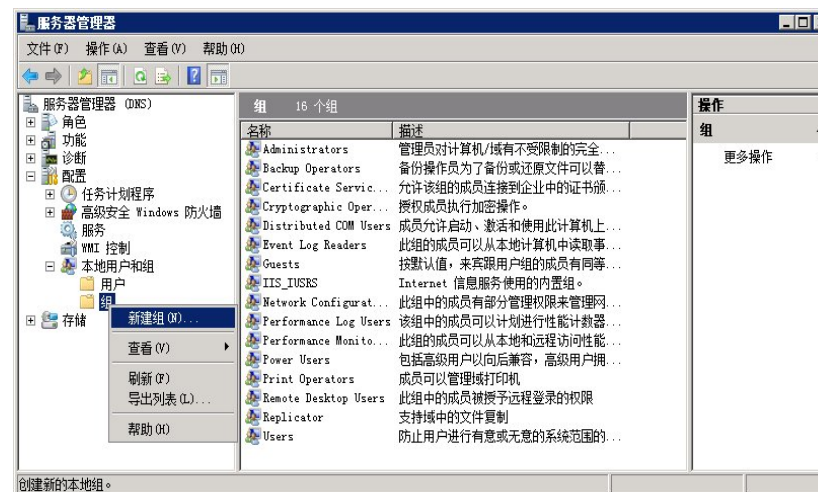 服务器管理器
文件(F) 操作(A) 查看(V) 帮助(H)
服务器管理器 (DNS)
角色
功能
诊断
配置
任务计划程序
高级安全 Windows 防火墙
服务
WMI 控制
本地用户和组
用户
组
存储
新建组(N)...
查看(V)
刷新(F)
导出列表(L)...
帮助(H)
组 16 个组
名称 描述
Administrators 管理员对计算机/域有不受限制的完全...
Backup Operators 备份操作员为了备份或还原文件可以替...
Certificate Servic... 允许该组的成员连接到企业中的证书颁...
Cryptographic Oper... 授权成员执行加密操作。
Distributed COM Users 成员允许启动、激活和使用此计算机上...
Event Log Readers 此组的成员可以从本地计算机中读取事...
Guests 按默认值，来宾跟用户组的成员有同等...
IIS_IUSRS Internet 信息服务使用的内置组。
Network Configurat... 此组中的成员有部分管理权限来管理网...
Performance Log Users 该组中的成员可以计划进行性能计数器...
Performance Monito... 此组的成员可以从本地和远程访问性能...
Power Users 包括高级用户以向后兼容，高级用户拥...
Print Operators 成员可以管理域打印机
Remote Desktop Users 此组中的成员被授予远程登录的权限
Replicator 支持域中的文件复制
Users 防止用户进行有意或无意的系统范围的...
操作
组
更多操作
创建新的本地组。